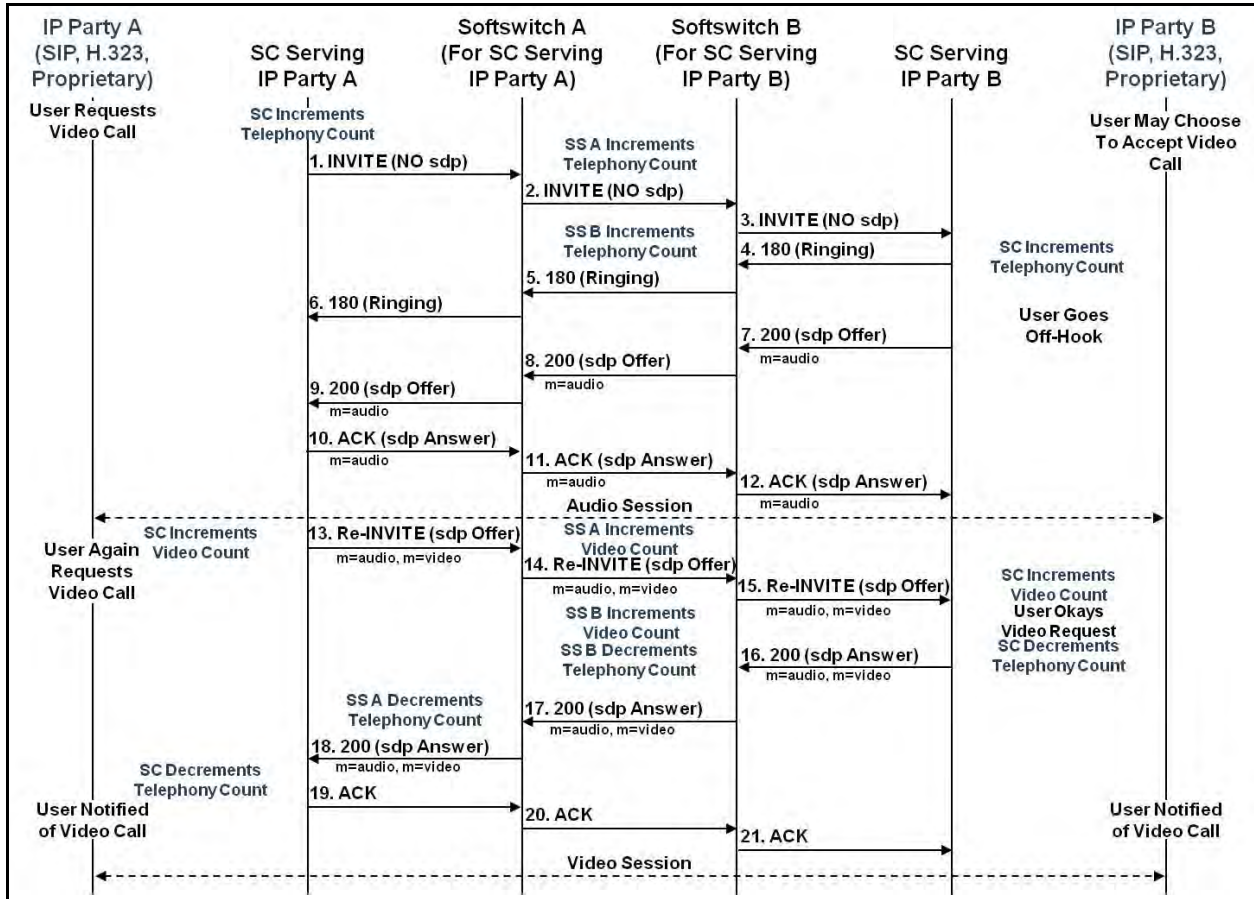 IP Party A
(SIP, H.323,
Proprietary)
SC Serving
IP Party A
Softswitch A
(For SC Serving
IP Party A)
Softswitch B
(For SC Serving
IP Party B)
SC Serving
IP Party B
IP Party B
(SIP, H.323,
Proprietary)
User Requests
Video Call
SC Increments
Telephony Count
User May Choose
To Accept Video
Call
1. INVITE (NO sdp)
SS A Increments
Telephony Count
2. INVITE (NO sdp)
3. INVITE (NO sdp)
SS B Increments
Telephony Count
4. 180 (Ringing)
SC Increments
Telephony Count
5. 180 (Ringing)
6. 180 (Ringing)
User Goes
Off-Hook
7. 200 (sdp Offer)
m=audio
8. 200 (sdp Offer)
m=audio
9. 200 (sdp Offer)
m=audio
10. ACK (sdp Answer)
m=audio
11. ACK (sdp Answer)
m=audio
12. ACK (sdp Answer)
m=audio
Audio Session
SC Increments
Video Count
User Again
Requests
Video Call
13. Re-INVITE (sdp Offer)
m=audio, m=video
SS A Increments
Video Count
14. Re-INVITE (sdp Offer)
m=audio, m=video
15. Re-INVITE (sdp Offer)
m=audio, m=video
SC Increments
Video Count
User Okays
Video Request
SC Decrements
Telephony Count
SS B Increments
Video Count
SS B Decrements
Telephony Count
16. 200 (sdp Answer)
m=audio, m=video
SS A Decrements
Telephony Count
17. 200 (sdp Answer)
m=audio, m=video
18. 200 (sdp Answer)
m=audio, m=video
SC Decrements
Telephony Count
19. ACK
User Notified
of Video Call
20. ACK
21. ACK
User Notified
of Video Call
Video Session